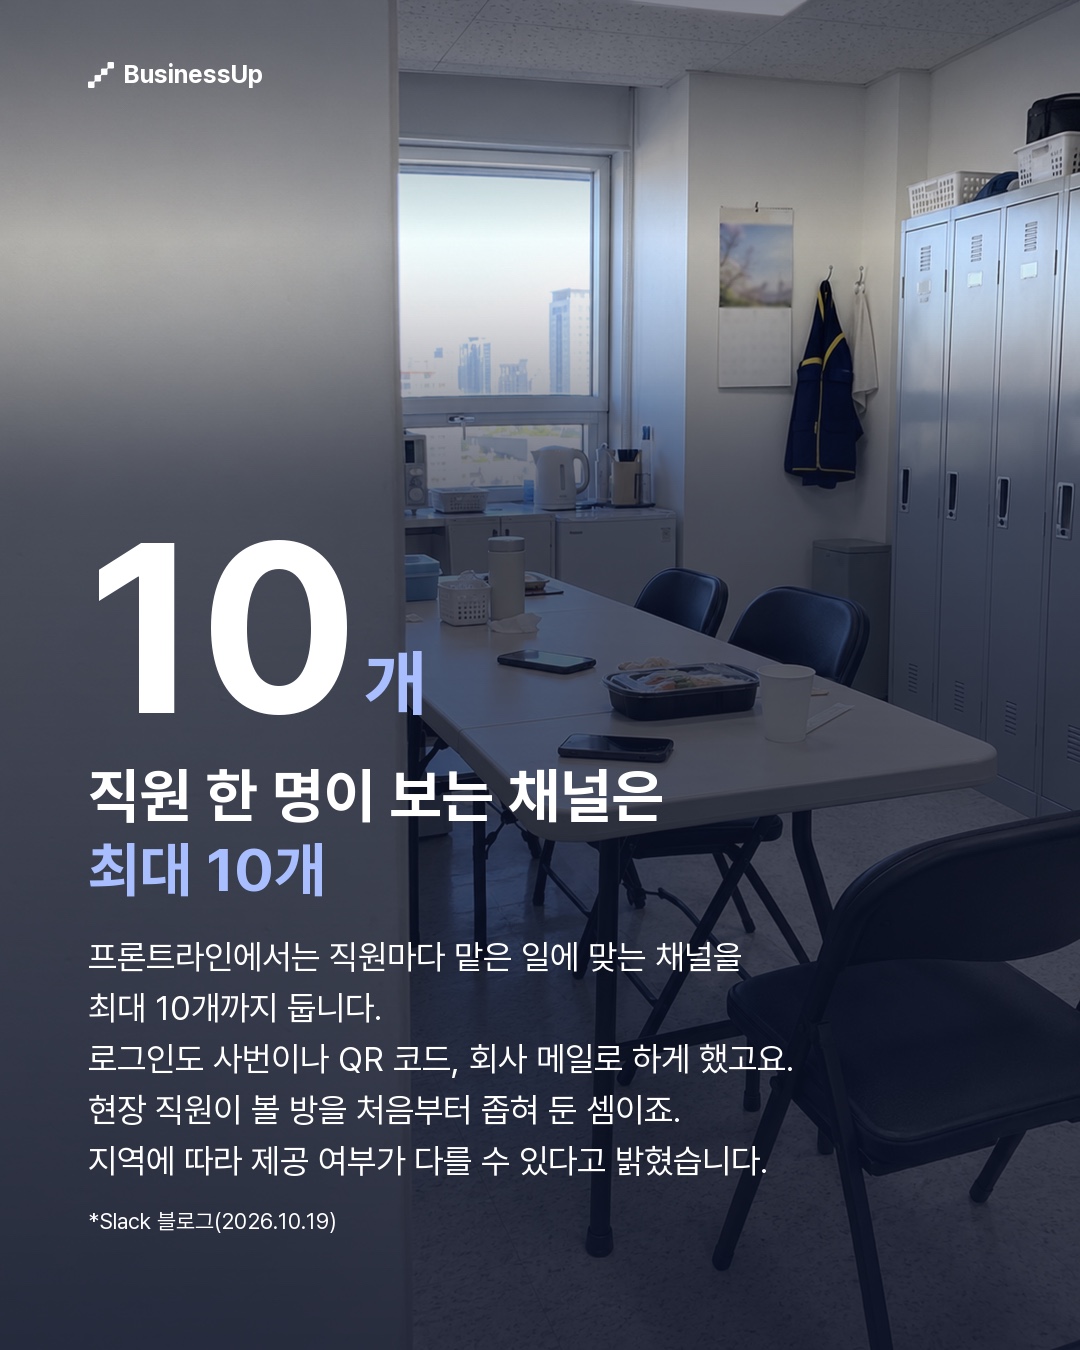 BusinessUp
10개
직원 한 명이 보는 채널은
최대 10개
프론트라인에서는 직원마다 맡은 일에 맞는 채널을
최대 10개까지 둡니다.
로그인도 사번이나 QR 코드, 회사 메일로 하게 했고요.
현장 직원이 볼 방을 처음부터 좁혀 둔 셈이죠.
지역에 따라 제공 여부가 다를 수 있다고 밝혔습니다.
*Slack 블로그(2026.10.19)